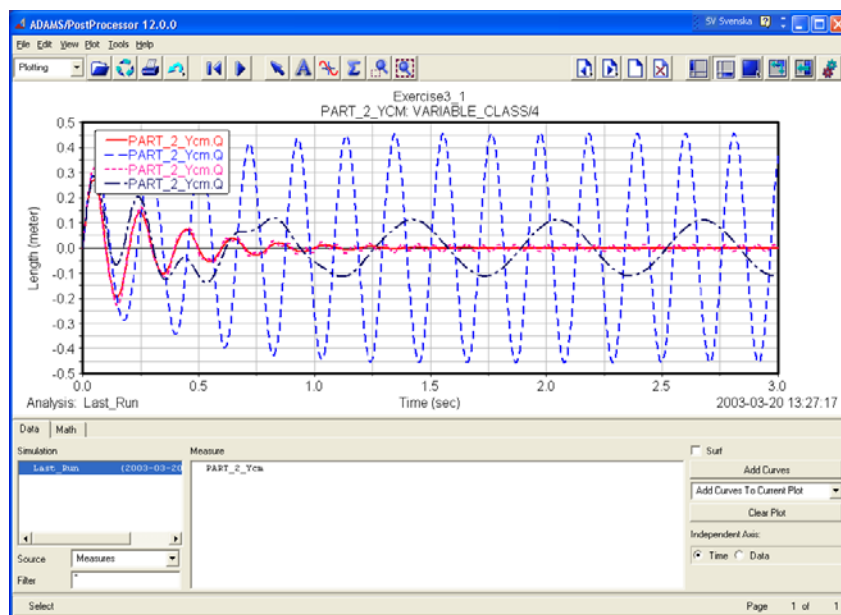 ADAMS/PostProcessor 12.0.0
SV Svenska
File Edit View Plot Tools Help
Plotting
Exercise3_1
PART_2_YCM: VARIABLE_CLASS/4
PART_2_Ycm.Q
PART_2_Ycm.Q
PART_2_Ycm.Q
PART_2_Ycm.Q
Length (meter)
0.5
0.4
0.3
0.2
0.1
0.0
-0.1
-0.2
-0.3
-0.4
-0.5
0.0 0.5 1.0 1.5 2.0 2.5 3.0
Analysis: Last_Run Time (sec) 2003-03-20 13:27:17
Data Math
Simulation Measure Surf
Last_Run (2003-03-20 PART_2_Ycm
Add Curves
Add Curves To Current Plot
Clear Plot
Independent Axis:
Source Measures Time Data
Filter *
Select Page 1 of 1